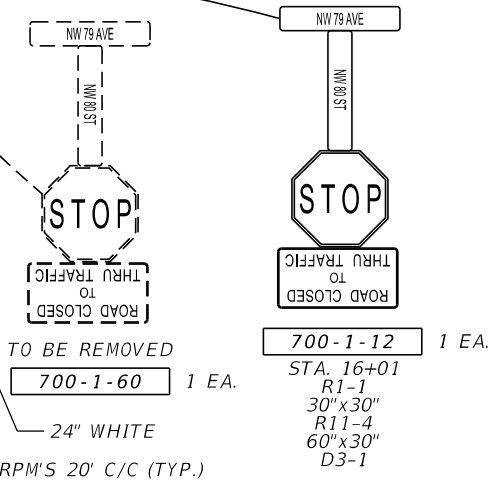 NW 79 AVE
NW 80 ST
STOP
ROAD CLOSED
TO
THRU TRAFFIC
TO BE REMOVED
700-1-60 1 EA.
24" WHITE
RPM'S 20' C/C (TYP.)
NW 79 AVE
NW 80 ST
STOP
ROAD CLOSED
TO
THRU TRAFFIC
700-1-12 1 EA.
STA. 16+01
R1-1
30"x30"
R11-4
60"x30"
D3-1